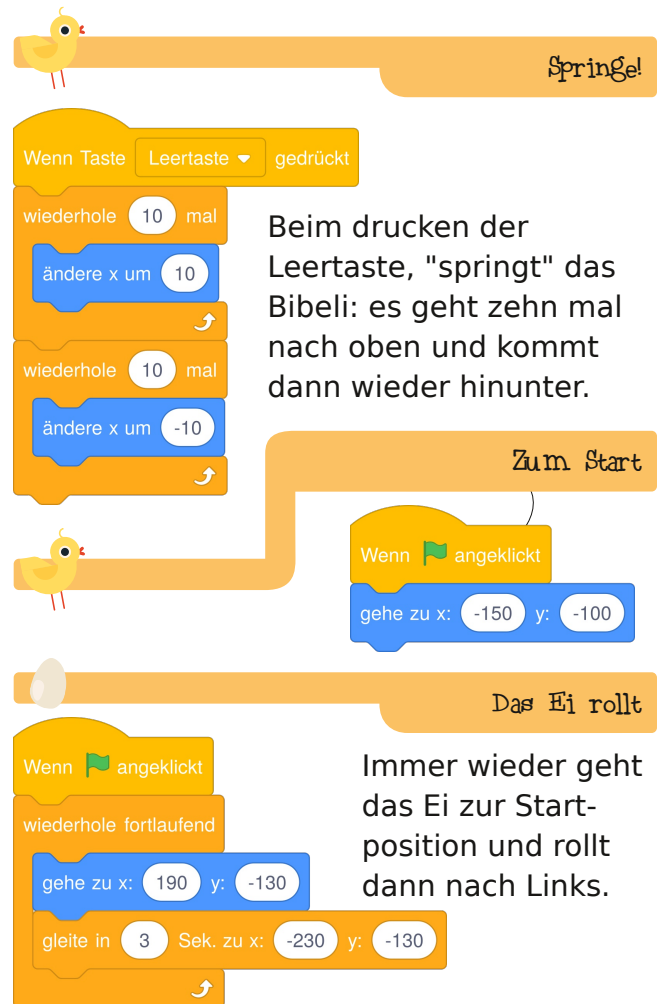 Springe!
Wenn Taste Leertaste gedrückt
wiederhole 10 mal
ändere x um 10
wiederhole 10 mal
ändere x um -10
Beim drucken der
Leertaste, "springt" das
Bibeli: es geht zehn mal
nach oben und kommt
dann wieder hinunter.
Zum Start
Wenn angeklickt
gehe zu x: -150 y: -100
Das Ei rollt
Wenn angeklickt
wiederhole fortlaufend
gehe zu x: 190 y: -130
gleite in 3 Sek. zu x: -230 y: -130
Immer wieder geht
das Ei zur Start-
position und rollt
dann nach Links.